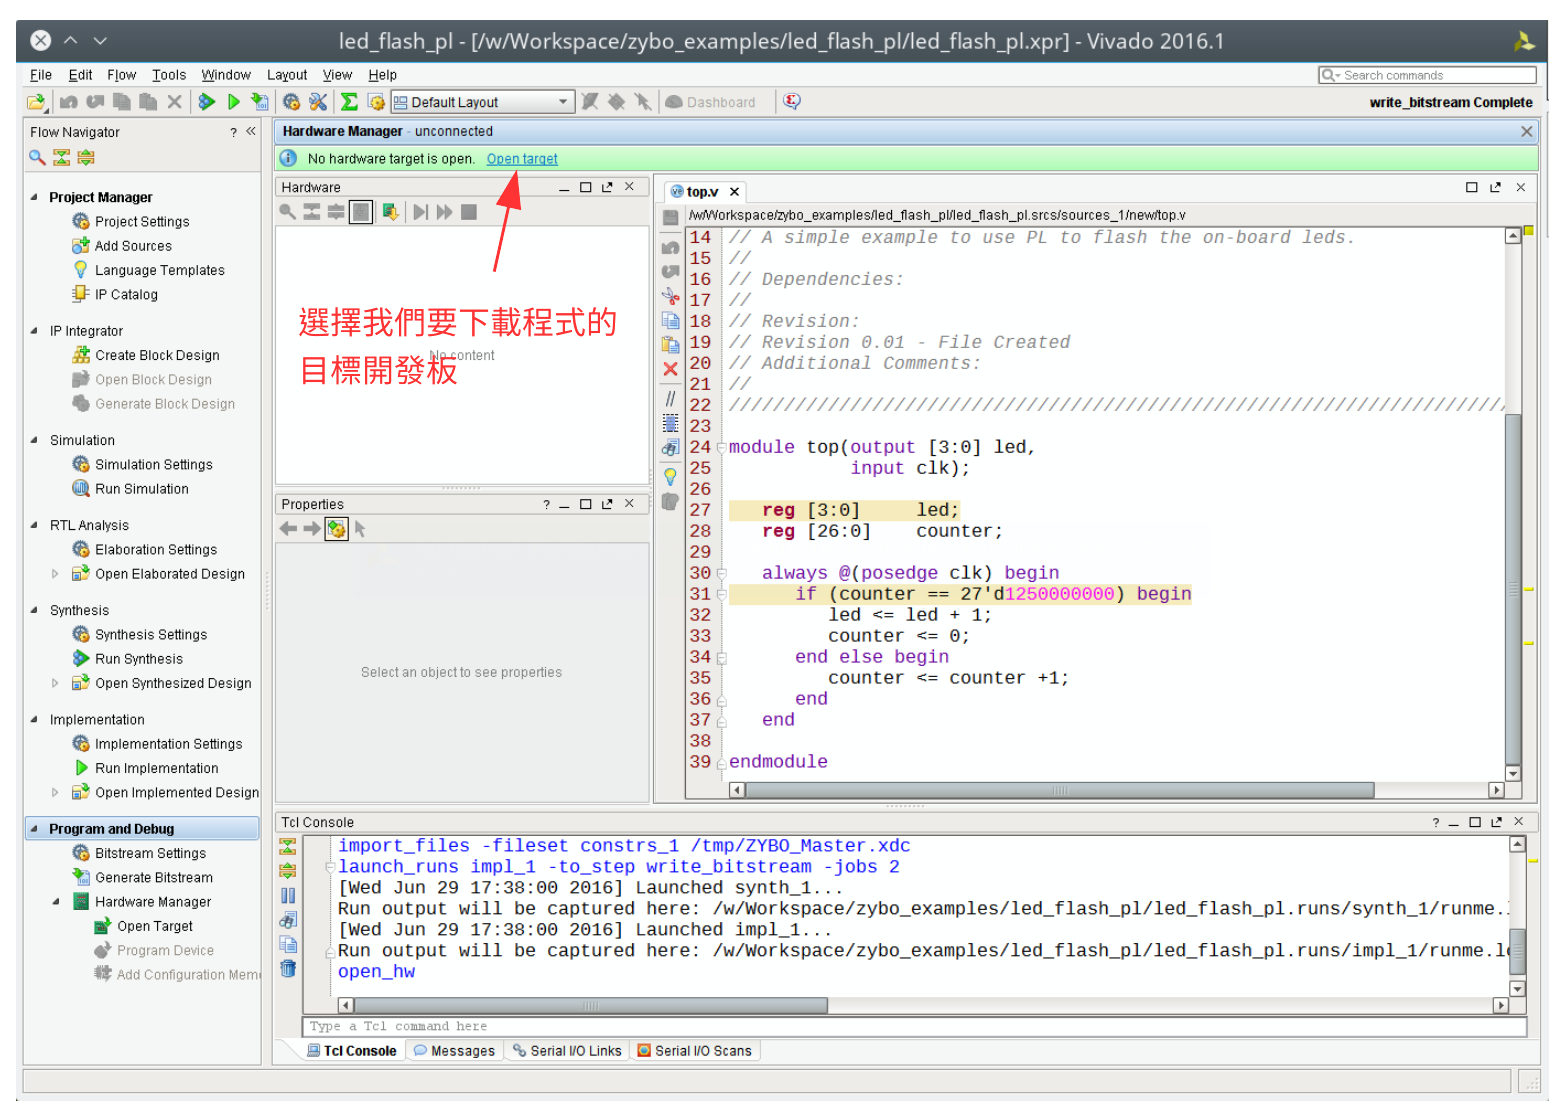 led_flash_pl - [/w/Workspace/zybo_examples/led_flash_pl/led_flash_pl.xpr] - Vivado 2016.1
File Edit Flow Tools Window Layout View Help
Search commands
Default Layout
Dashboard
write_bitstream Complete
Flow Navigator
Project Manager
Project Settings
Add Sources
Language Templates
IP Catalog
IP Integrator
Create Block Design
Open Block Design
Generate Block Design
Simulation
Simulation Settings
Run Simulation
RTL Analysis
Elaboration Settings
Open Elaborated Design
Synthesis
Synthesis Settings
Run Synthesis
Open Synthesized Design
Implementation
Implementation Settings
Run Implementation
Open Implemented Design
Program and Debug
Bitstream Settings
Generate Bitstream
Hardware Manager
Open Target
Program Device
Add Configuration Mem
Hardware Manager - unconnected
No hardware target is open. Open target
Hardware
選擇我們要下載程式的
目標開發板
No content
Properties
Select an object to see properties
top.v
/w/Workspace/zybo_examples/led_flash_pl/led_flash_pl.srcs/sources_1/new/top.v
14 // A simple example to use PL to flash the on-board leds.
15 //
16 // Dependencies:
17 //
18 // Revision:
19 // Revision 0.01 - File Created
20 // Additional Comments:
21 //
22 //////////////////////////////////////////////////////////////////////
23
24 module top(output [3:0] led,
25 input clk);
26
27 reg [3:0] led;
28 reg [26:0] counter;
29
30 always @(posedge clk) begin
31 if (counter == 27'd1250000000) begin
32 led <= led + 1;
33 counter <= 0;
34 end else begin
35 counter <= counter +1;
36 end
37 end
38
39 endmodule
Tcl Console
import_files -fileset constrs_1 /tmp/ZYBO_Master.xdc
launch_runs impl_1 -to_step write_bitstream -jobs 2
[Wed Jun 29 17:38:00 2016] Launched synth_1...
Run output will be captured here: /w/Workspace/zybo_examples/led_flash_pl/led_flash_pl.runs/synth_1/runme.
[Wed Jun 29 17:38:00 2016] Launched impl_1...
Run output will be captured here: /w/Workspace/zybo_examples/led_flash_pl/led_flash_pl.runs/impl_1/runme.l
open_hw
Type a Tcl command here
Tcl Console Messages Serial I/O Links Serial I/O Scans